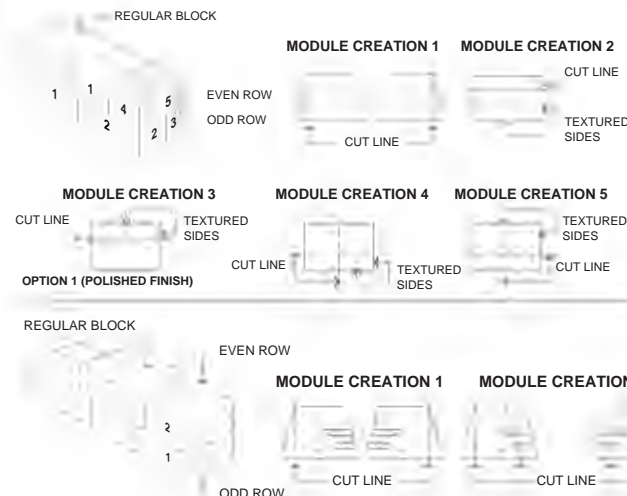 REGULAR BLOCK
MODULE CREATION 1
MODULE CREATION 2
CUT LINE
1
1
4
5
EVEN ROW
2
2
3
ODD ROW
TEXTURED
SIDES
CUT LINE
MODULE CREATION 3
MODULE CREATION 4
MODULE CREATION 5
CUT LINE
TEXTURED
SIDES
TEXTURED
SIDES
CUT LINE
TEXTURED
SIDES
CUT LINE
OPTION 1 (POLISHED FINISH)
REGULAR BLOCK
EVEN ROW
MODULE CREATION 1
MODULE CREATION
2
1
CUT LINE
CUT LINE
ODD ROW